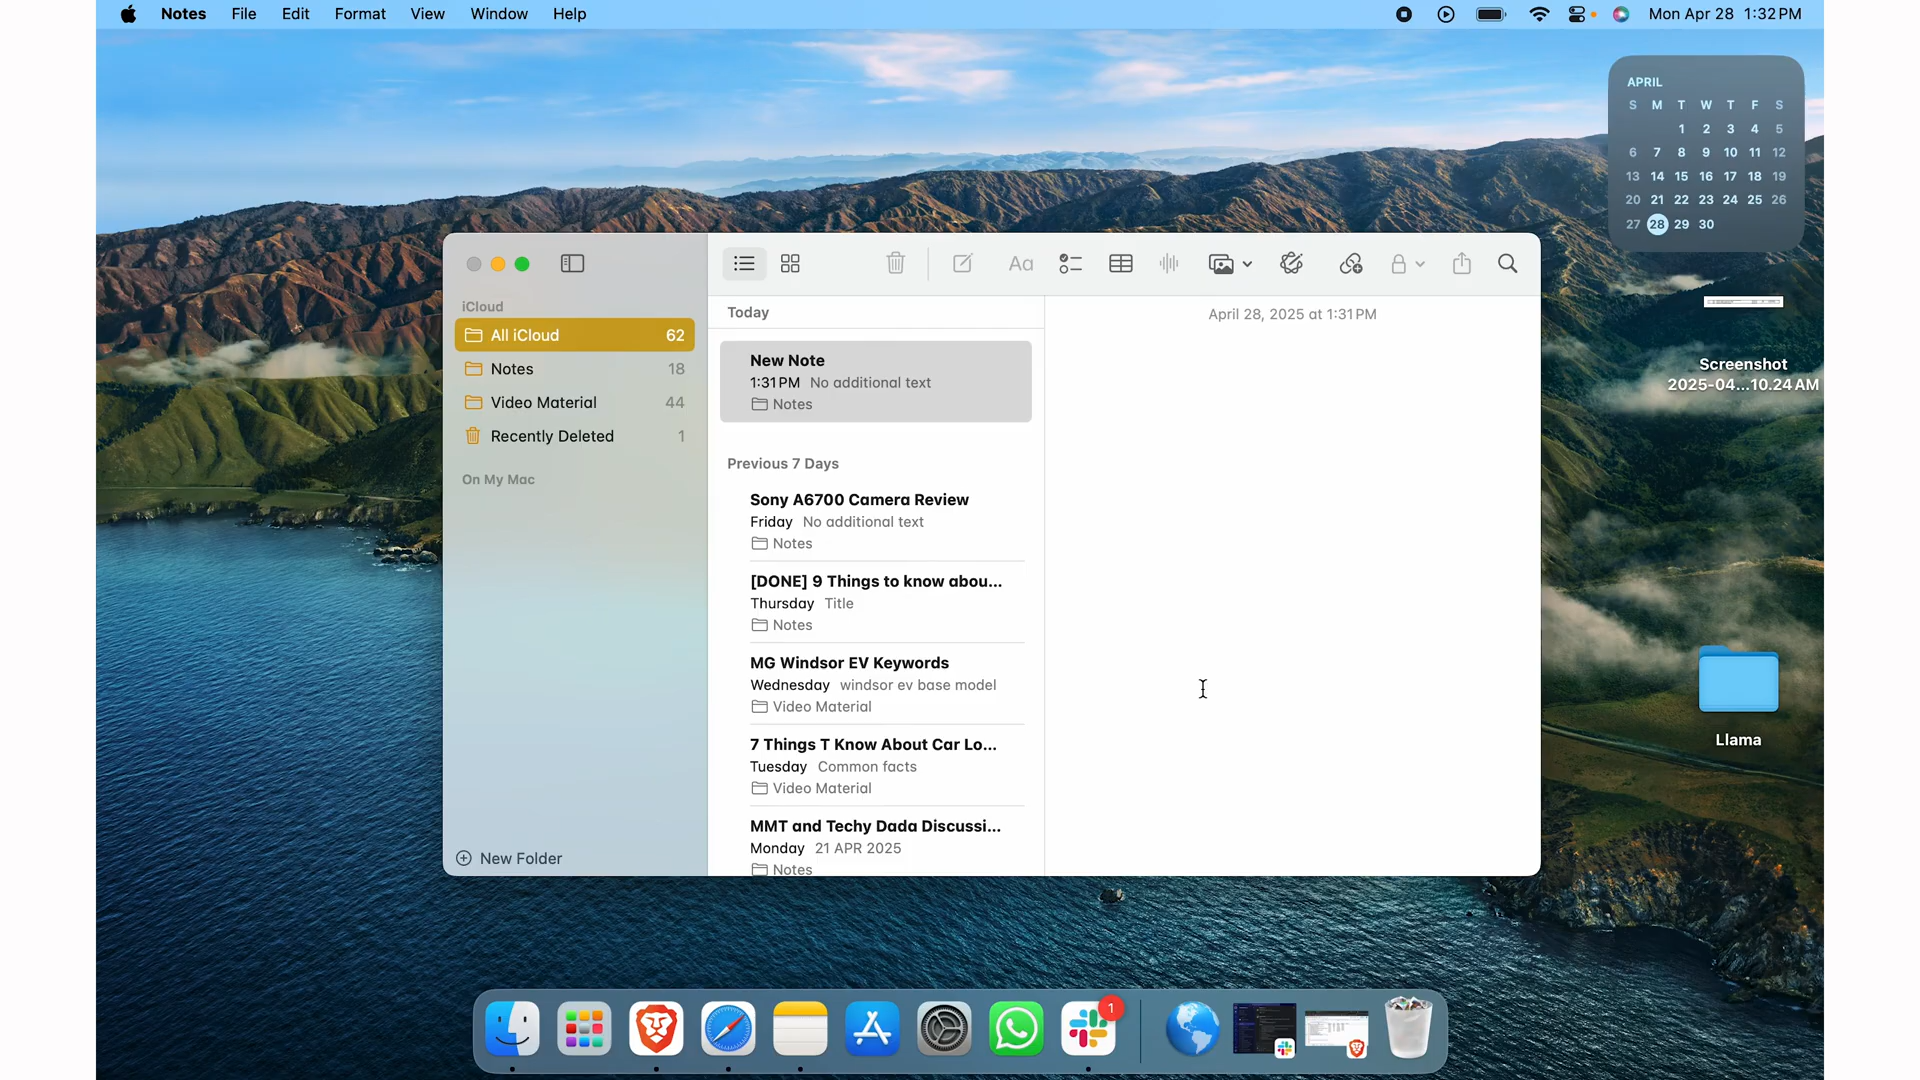 Notes File Edit Format View Window Help Mon Apr 28 1:32 PM
APRIL
S M T W T F S
1 2 3 4 5
6 7 8 9 10 11 12
13 14 15 16 17 18 19
20 21 22 23 24 25 26
27 28 29 30
Screenshot
2025-04...10.24 AM
Llama
iCloud
All iCloud 62
Notes 18
Video Material 44
Recently Deleted 1
On My Mac
New Folder
Aa
Today
New Note
1:31 PM No additional text
Notes
Previous 7 Days
Sony A6700 Camera Review
Friday No additional text
Notes
[DONE] 9 Things to know abou...
Thursday Title
Notes
MG Windsor EV Keywords
Wednesday windsor ev base model
Video Material
7 Things T Know About Car Lo...
Tuesday Common facts
Video Material
MMT and Techy Dada Discussi...
Monday 21 APR 2025
Notes
April 28, 2025 at 1:31 PM
1